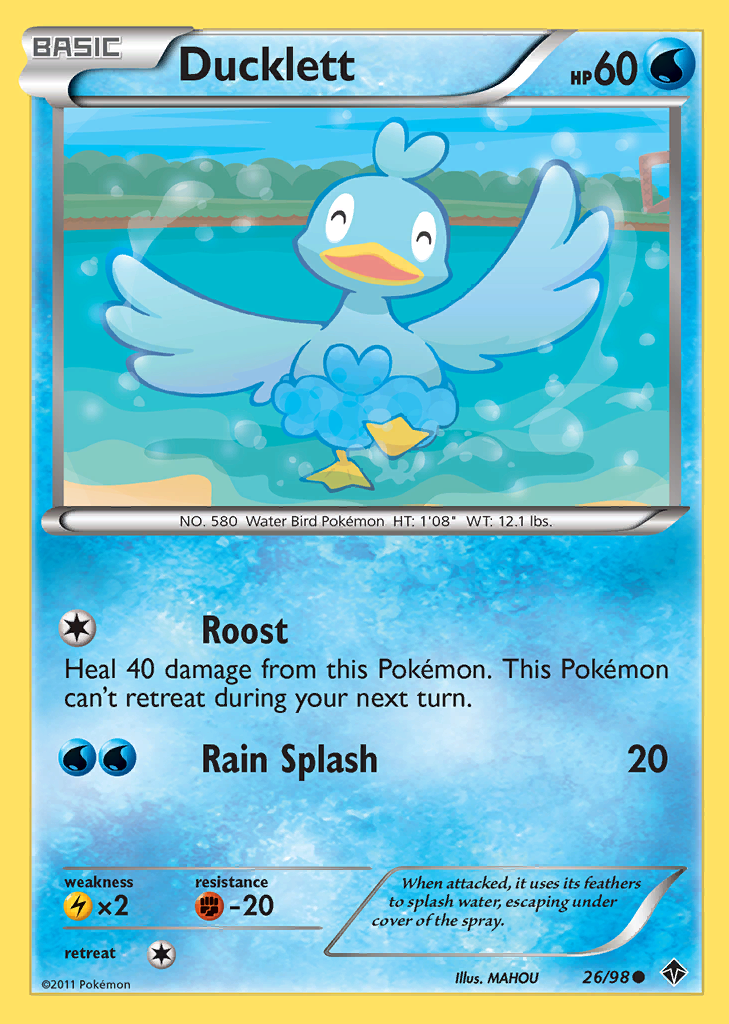 BASIC
Ducklett
HP60
NO. 580 Water Bird Pokémon HT: 1'08" WT: 12.1 lbs.
Roost
Heal 40 damage from this Pokémon. This Pokémon
can't retreat during your next turn.
Rain Splash 20
weakness resistance
×2 -20
When attacked, it uses its feathers
to splash water, escaping under
cover of the spray.
retreat
©2011 Pokémon
Illus. MAHOU 26/98